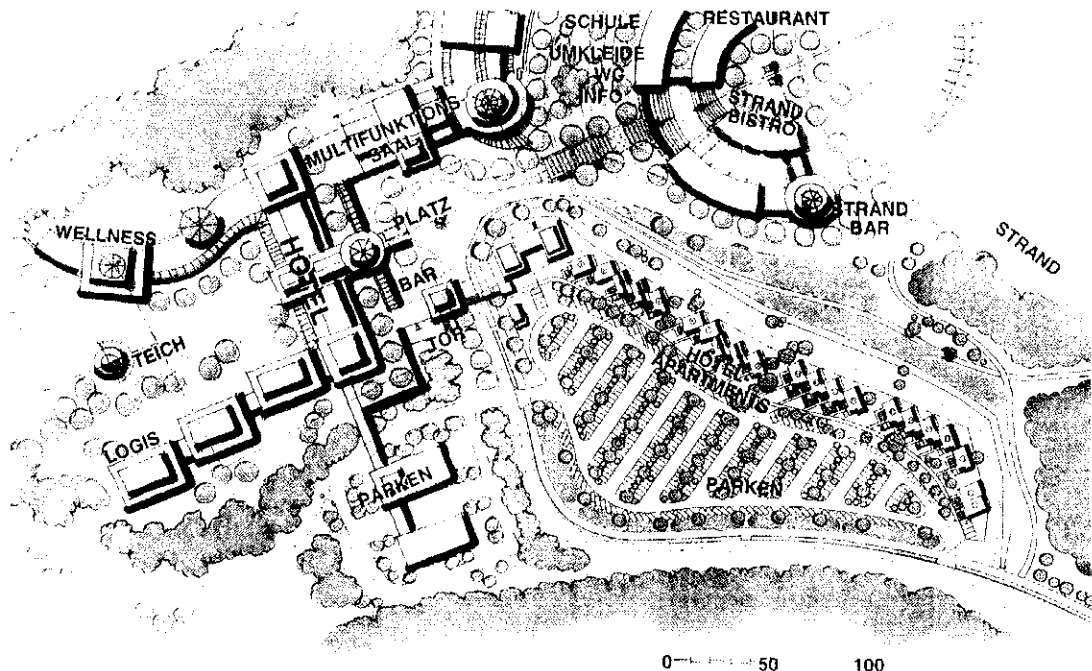 SCHULE
UMKLEIDE
WC
INFO
RESTAURANT
STRAND
BISTRO
MULTIFUNKTIONS
SAAL
STRAND
BAR
STRAND
PLATZ
WELLNESS
HOTEL
BAR
TOR
TEICH
HOTEL
APARTMENTS
LOGIS
PARKEN
PARKEN
0 50 100